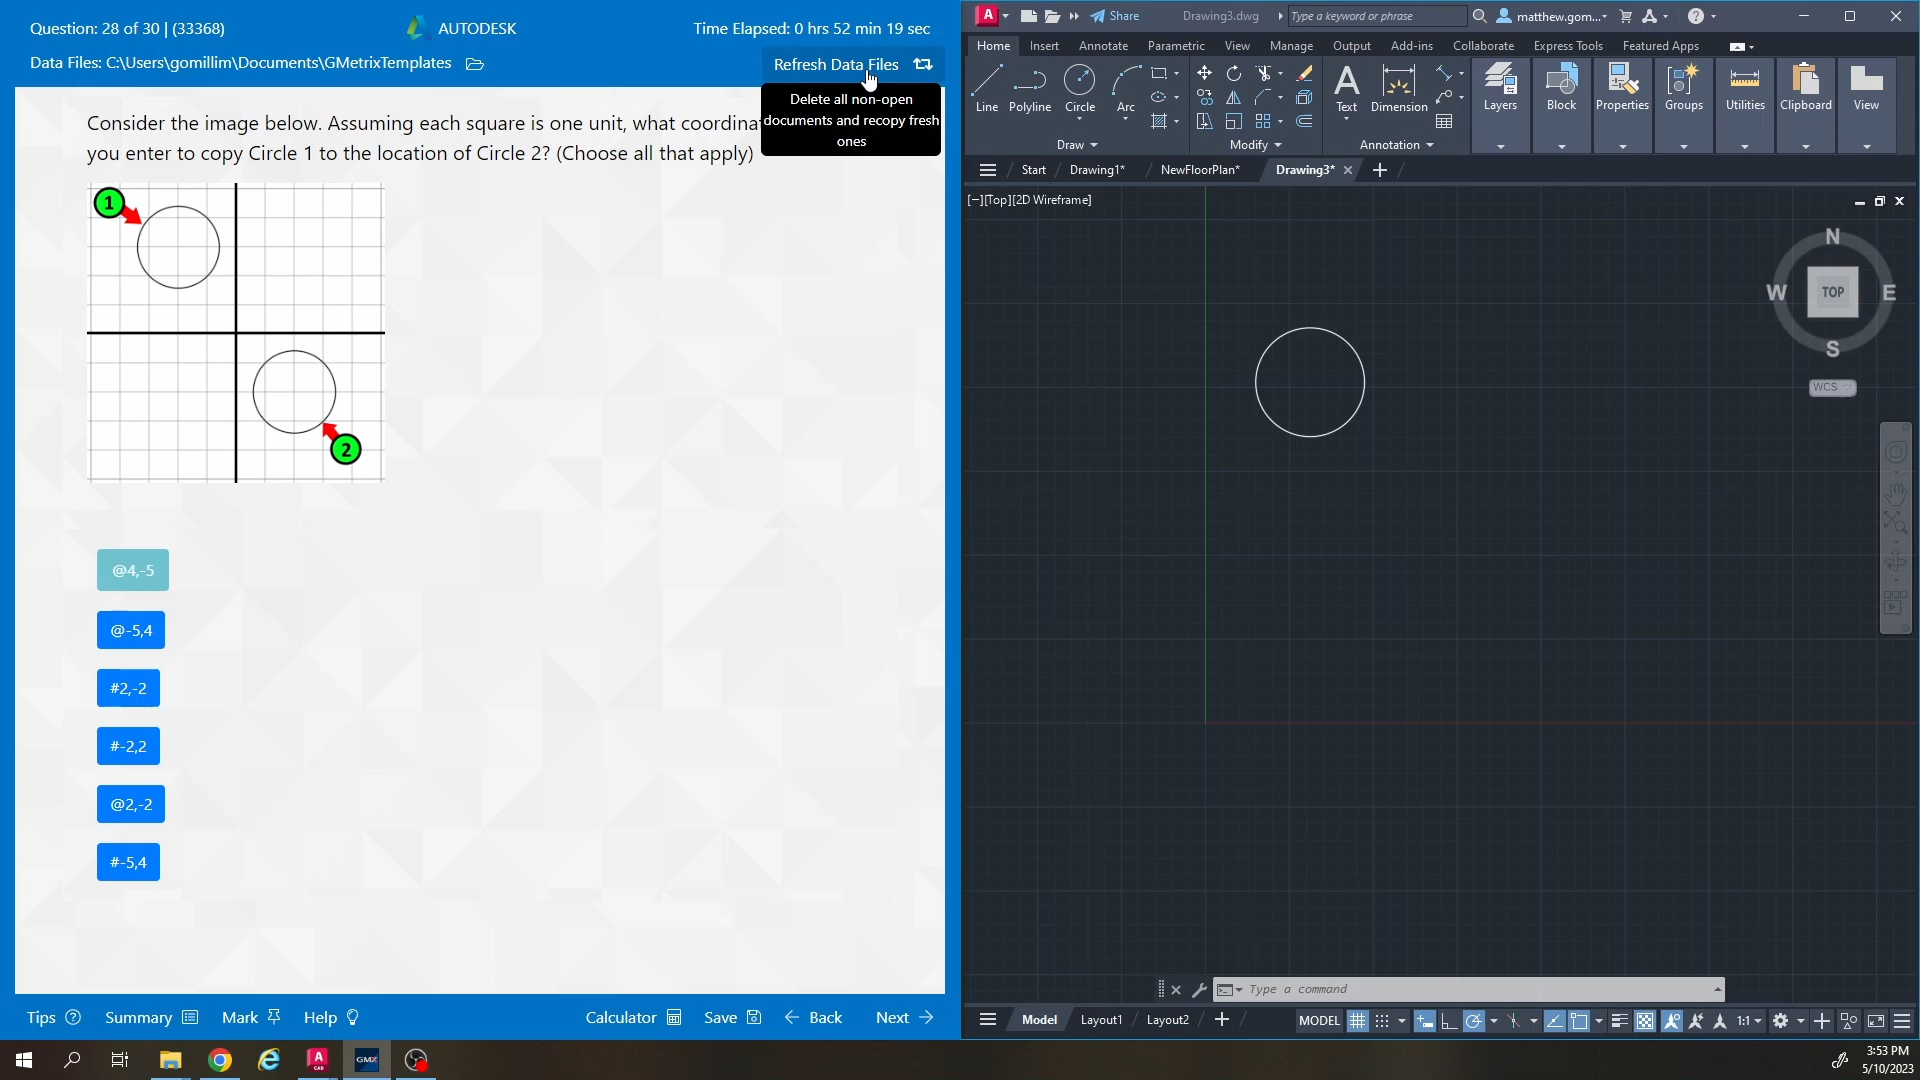 Question: 28 of 30 | (33368)
AUTODESK
Time Elapsed: 0 hrs 52 min 19 sec
Data Files: C:\Users\gomillim\Documents\GMetrixTemplates
Refresh Data Files
Delete all non-open
documents and recopy fresh
ones
Consider the image below. Assuming each square is one unit, what coordina
you enter to copy Circle 1 to the location of Circle 2? (Choose all that apply)
1
2
@4,-5
@-5,4
#2,-2
#-2,2
@2,-2
#-5,4
Tips
Summary
Mark
Help
Calculator
Save
Back
Next
A
Share
Drawing3.dwg
Type a keyword or phrase
matthew.gom...
Home
Insert
Annotate
Parametric
View
Manage
Output
Add-ins
Collaborate
Express Tools
Featured Apps
Line
Polyline
Circle
Arc
Text
Dimension
Layers
Block
Properties
Groups
Utilities
Clipboard
View
Draw
Modify
Annotation
Start
Drawing1*
NewFloorPlan*
Drawing3*
[−][Top][2D Wireframe]
N
W
TOP
E
S
WCS
Type a command
Model
Layout1
Layout2
MODEL
1:1
A
CAD
GMX
3:53 PM
5/10/2023